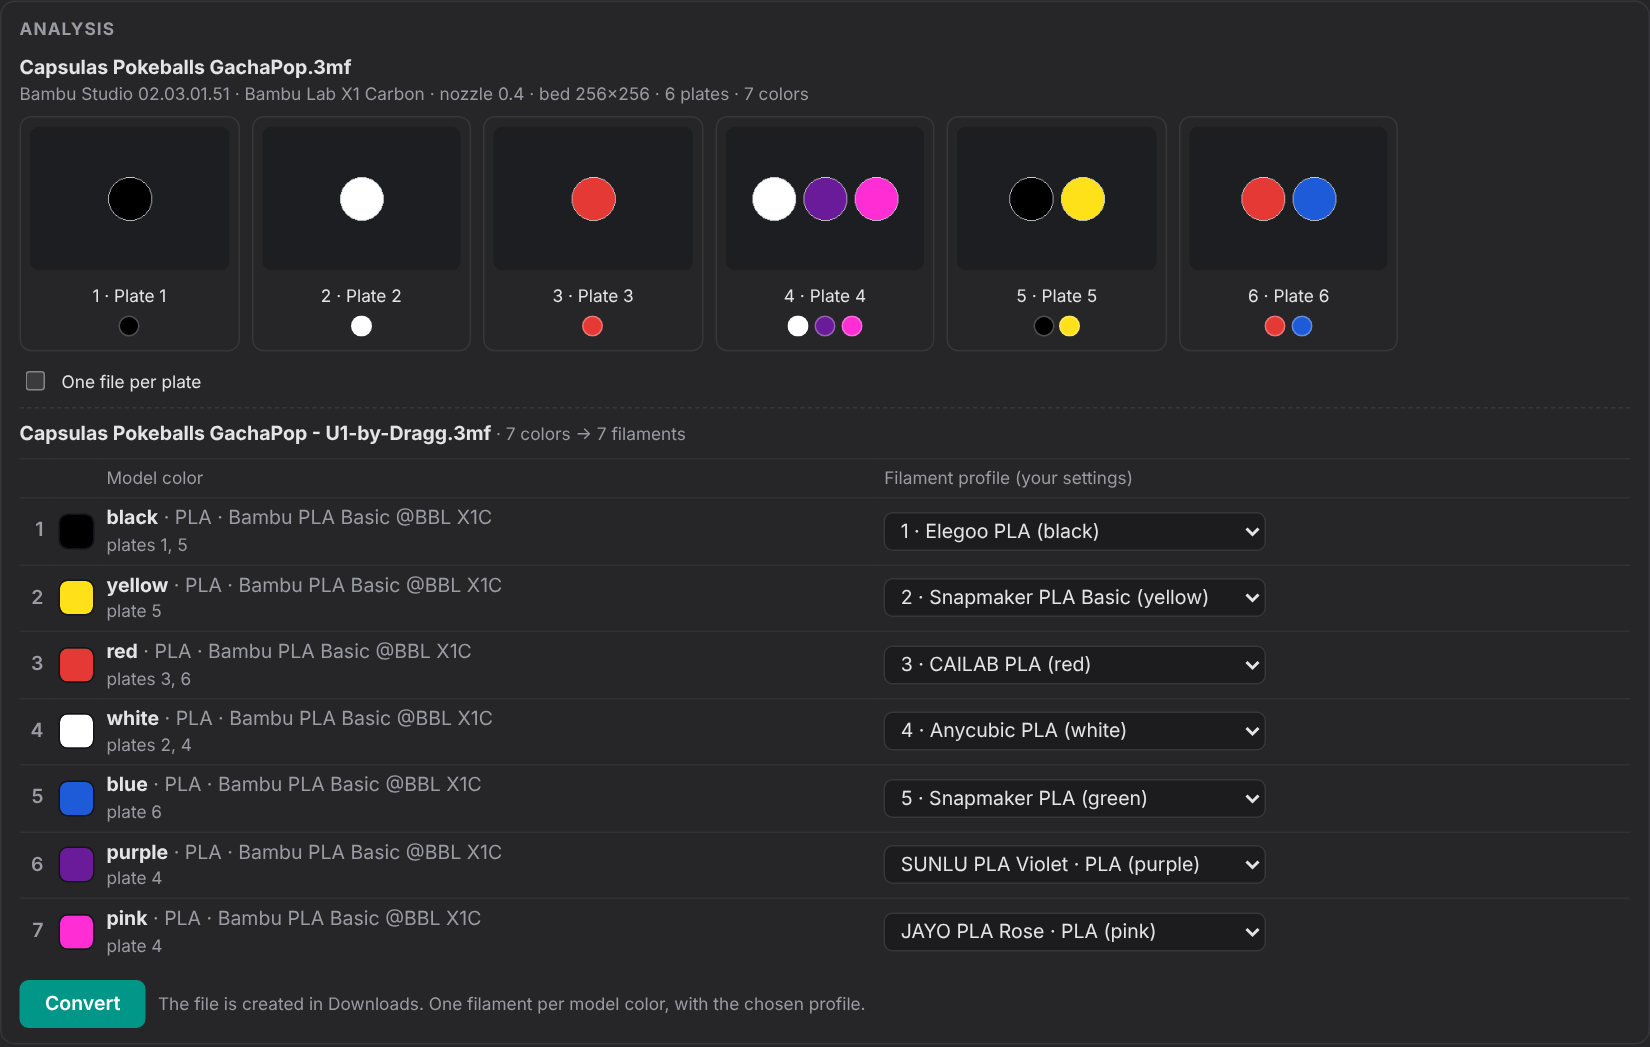 ANALYSIS
Capsulas Pokeballs GachaPop.3mf
Bambu Studio 02.03.01.51 · Bambu Lab X1 Carbon · nozzle 0.4 · bed 256×256 · 6 plates · 7 colors
1 · Plate 1
2 · Plate 2
3 · Plate 3
4 · Plate 4
5 · Plate 5
6 · Plate 6
One file per plate
Capsulas Pokeballs GachaPop - U1-by-Dragg.3mf · 7 colors → 7 filaments
Model color
Filament profile (your settings)
1
black · PLA · Bambu PLA Basic @BBL X1C
plates 1, 5
1 · Elegoo PLA (black)
2
yellow · PLA · Bambu PLA Basic @BBL X1C
plate 5
2 · Snapmaker PLA Basic (yellow)
3
red · PLA · Bambu PLA Basic @BBL X1C
plates 3, 6
3 · CAILAB PLA (red)
4
white · PLA · Bambu PLA Basic @BBL X1C
plates 2, 4
4 · Anycubic PLA (white)
5
blue · PLA · Bambu PLA Basic @BBL X1C
plate 6
5 · Snapmaker PLA (green)
6
purple · PLA · Bambu PLA Basic @BBL X1C
plate 4
SUNLU PLA Violet · PLA (purple)
7
pink · PLA · Bambu PLA Basic @BBL X1C
plate 4
JAYO PLA Rose · PLA (pink)
Convert
The file is created in Downloads. One filament per model color, with the chosen profile.